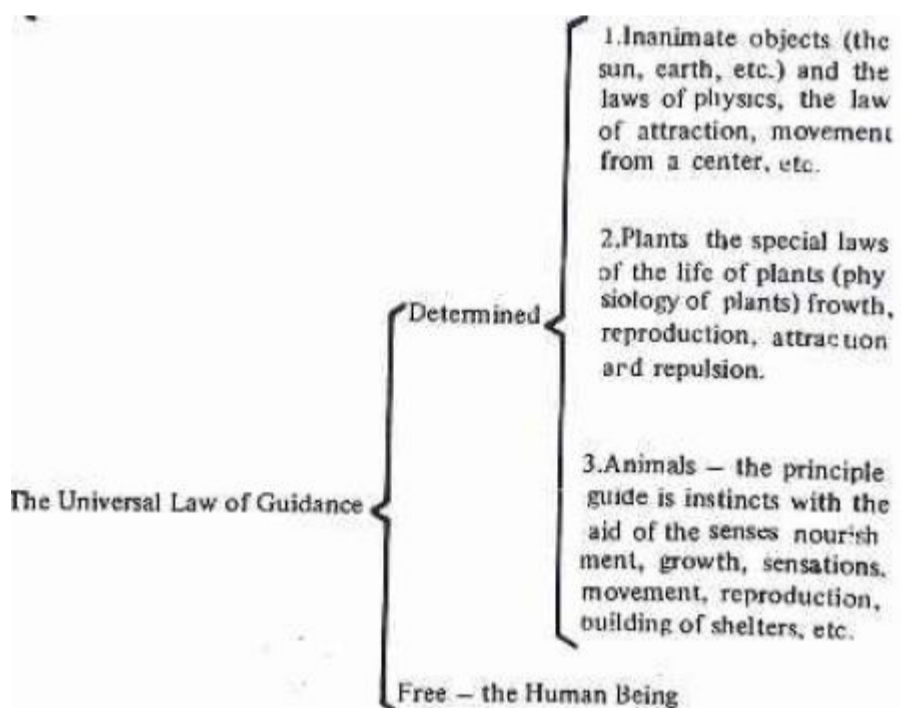 1.Inanimate objects (the
sun, earth, etc.) and the
laws of physics, the law
of attraction, movement
from a center, etc.
2.Plants the special laws
of the life of plants (phy
siology of plants) frowth,
reproduction, attraction
and repulsion.
Determined
3.Animals – the principle
guide is instincts with the
aid of the senses nourish
ment, growth, sensations.
movement, reproduction,
building of shelters, etc.
The Universal Law of Guidance
Free – the Human Being